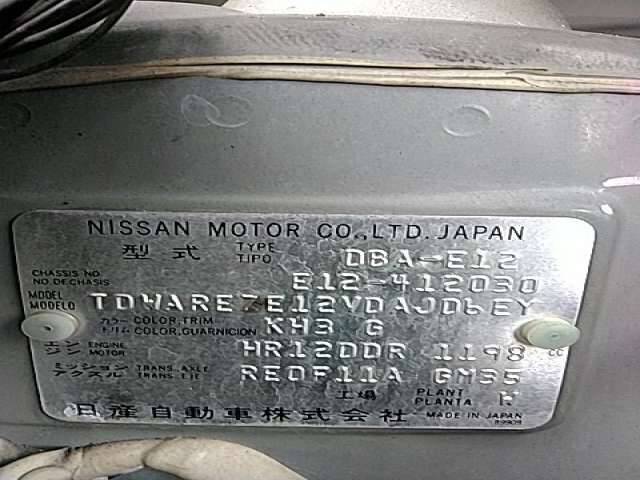 NISSAN MOTOR CO.,LTD. JAPAN
型式 TYPE TIPO DBA-E12
CHASSIS NO. NO.DECHASIS E12-412030
MODEL MODELO TDWARE7E12VDAJD6EY
カラー トリム COLOR,TRIM COLOR,GUARNICION KH3 G
エンジン ENGINE MOTOR HR12DDR 1198 CC
ミッション アクスル TRANS.AXLE TRANS.EJE RE0F11A GM35
工場 PLANT PLANTA
日産自動車株式会社 MADE IN JAPAN